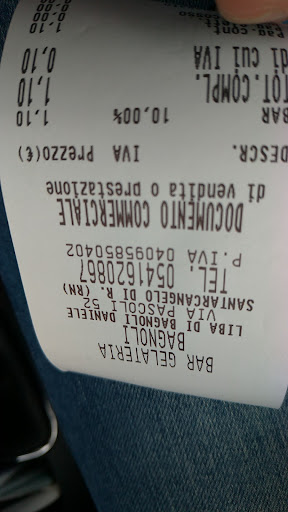 BAR GELATERIA
BAGNOLI
LIBA DI BAGNOLI DANIELE
VIA PASCOLI 52
SANTARCANGELO DI R. (RN)
TEL. 0541620867
P.IVA 04095850402
DOCUMENTO COMMERCIALE
di vendita o prestazione
DESCR. IVA Prezzo(€)
BAR 10,00% 1,10
TOT.COMPL. 1,10
di cui IVA 0,10